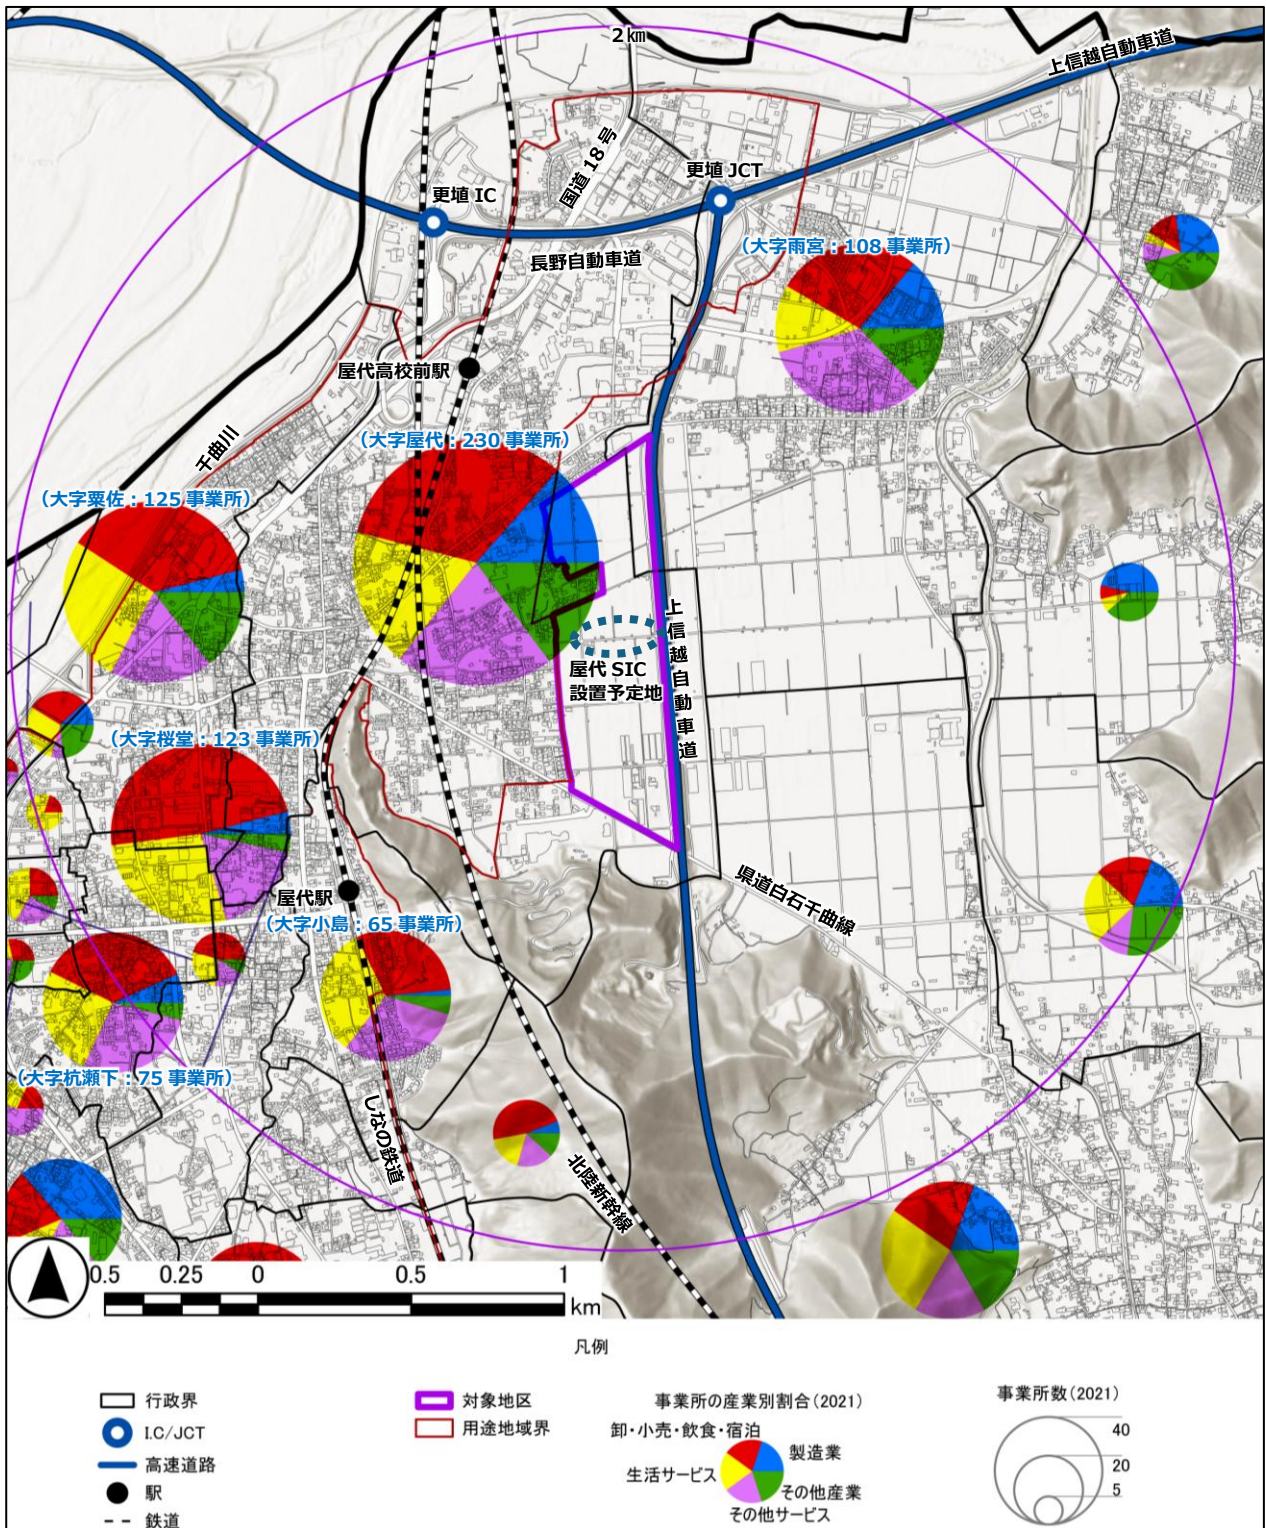 2㎞
上信越自動車道
国道18号
更埴 JCT
更埴 IC
(大字雨宮：108 事業所)
長野自動車道
屋代高校前駅
千曲川
(大字屋代：230 事業所)
(大字粟佐：125 事業所)
上信越自動車道
屋代 SIC
設置予定地
(大字桜堂：123 事業所)
県道白石千曲線
屋代駅
(大字小島：65 事業所)
(大字杭瀬下：75 事業所)
しなの鉄道
北陸新幹線
0.5 0.25 0 0.5 1
km
凡例
行政界
I.C/JCT
高速道路
駅
鉄道
対象地区
用途地域界
事業所の産業別割合(2021)
卸・小売・飲食・宿泊
製造業
生活サービス
その他産業
その他サービス
事業所数(2021)
40
20
5